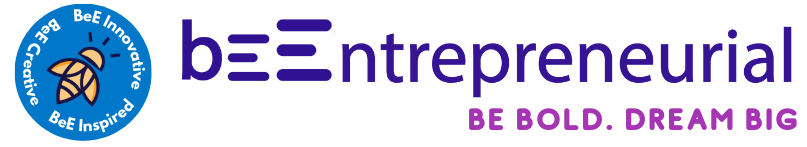 BeE Creative
BeE Innovative
BeE Inspired
bEEntrepreneurial
BE BOLD. DREAM BIG